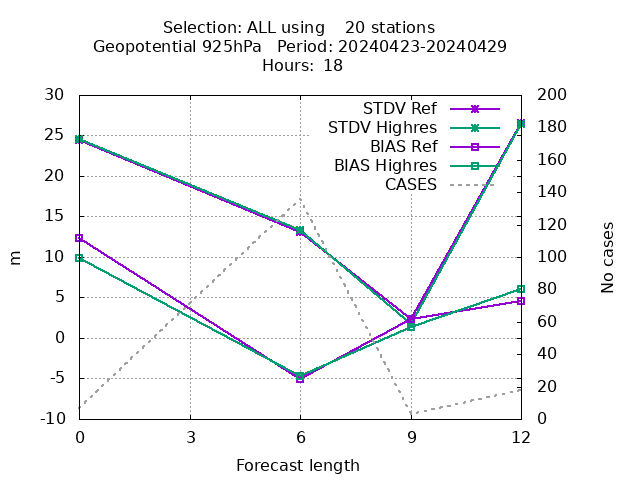 Selection: ALL using    20 stations
Geopotential 925hPa   Period: 20240423-20240429
Hours: 18
30
25
20
15
10
5
0
-5
-10
m
STDV Ref
STDV Highres
BIAS Ref
BIAS Highres
CASES
200
180
160
140
120
100
80
60
40
20
0
No cases
0 3 6 9 12
Forecast length